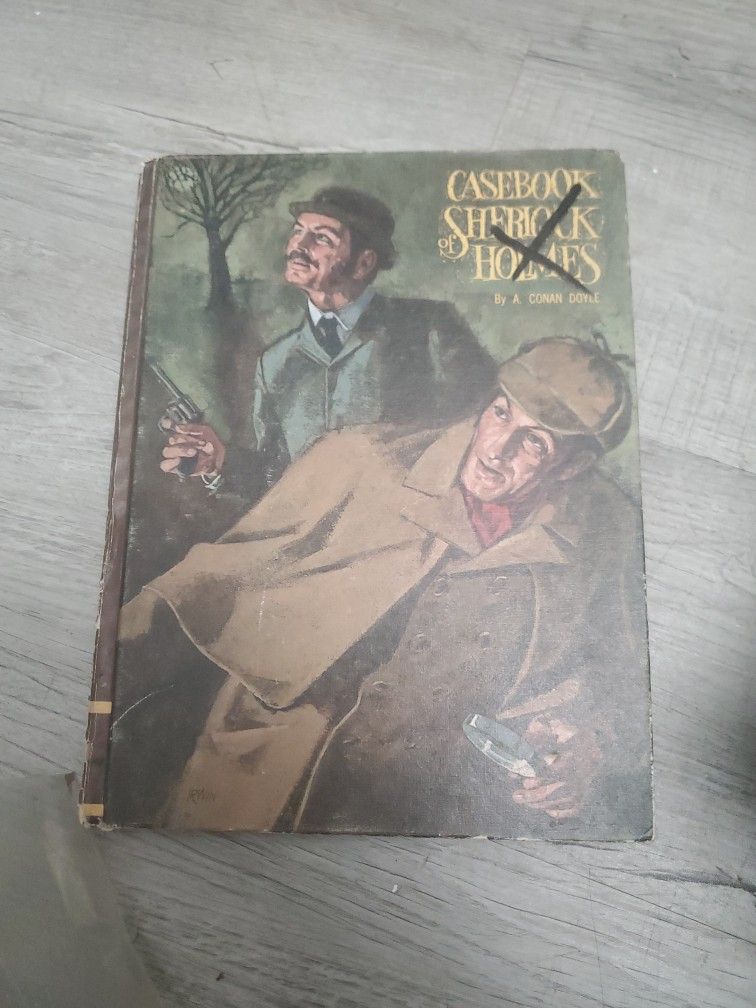 CASEBOOK
of SHERLOCK
HOLMES
By A. CONAN DOYLE